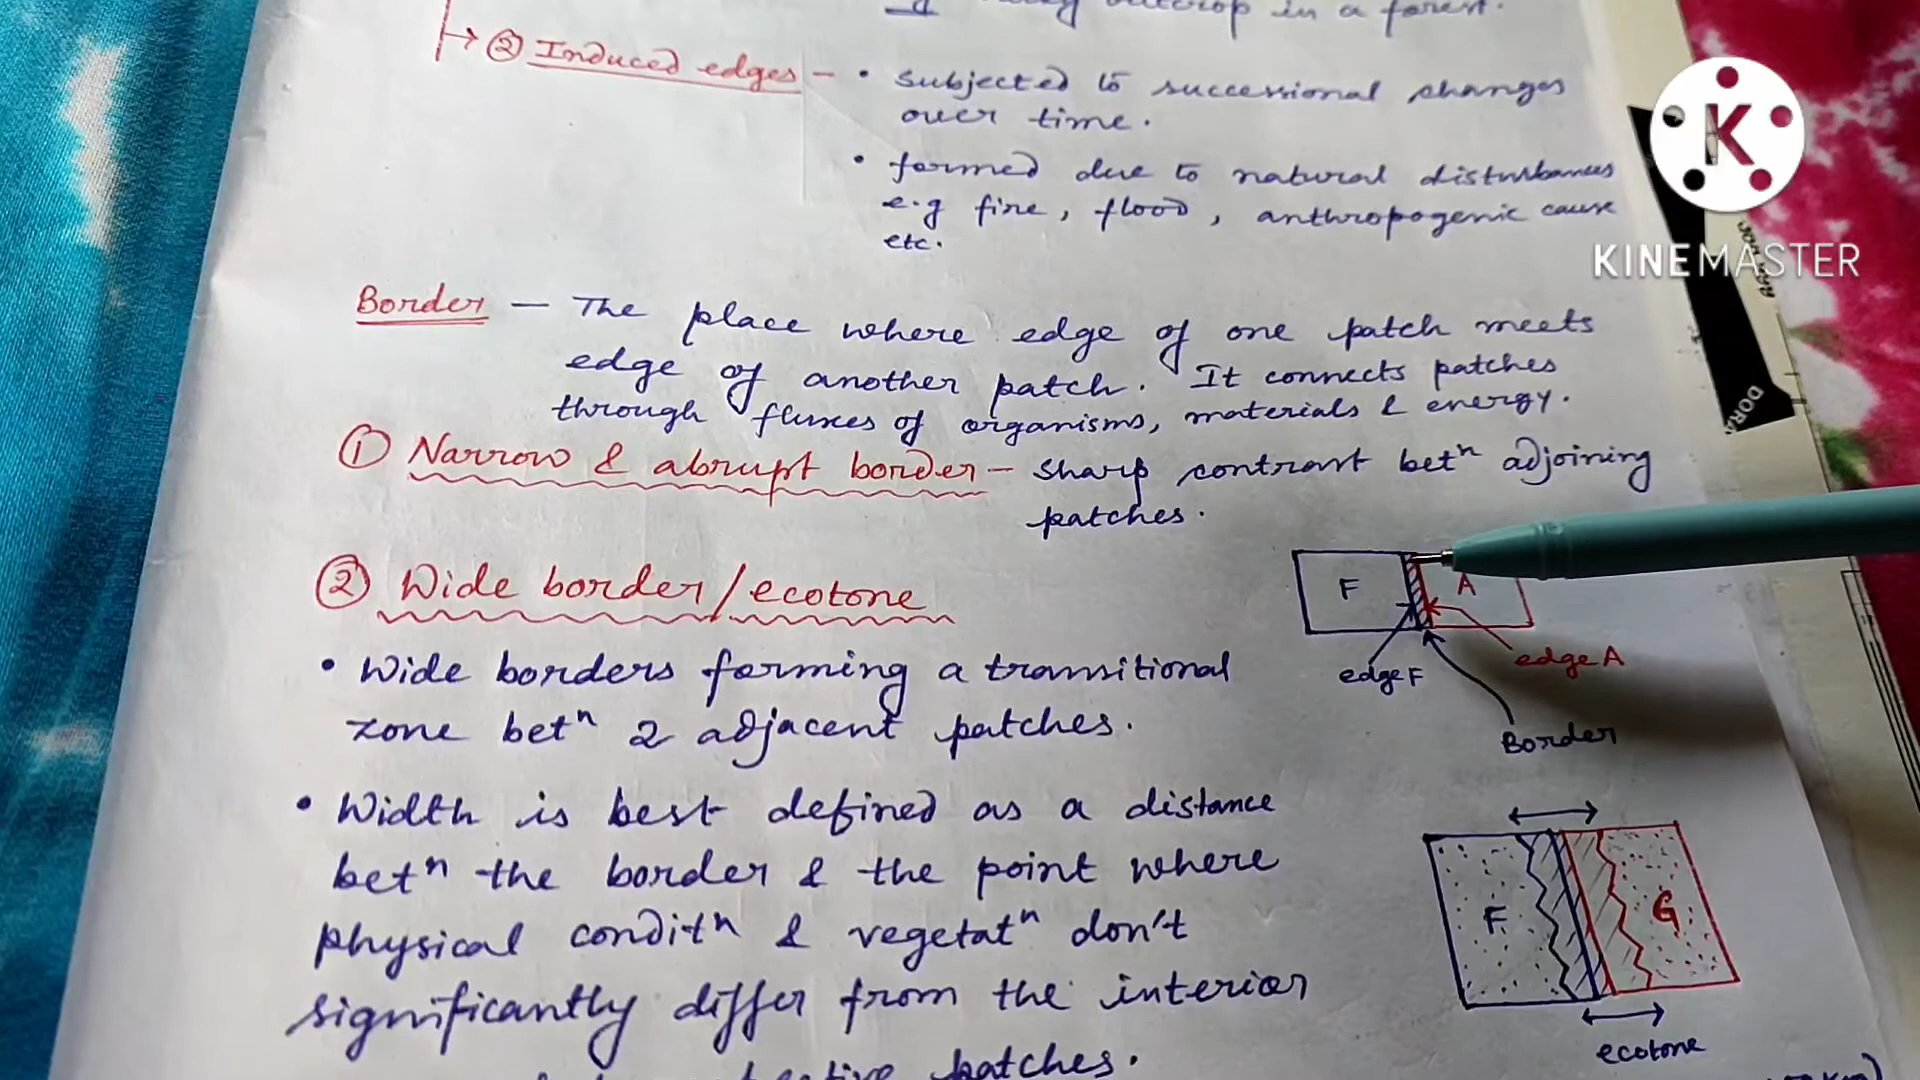 outcrop in a forest.
② Induced edges - • subjected to successional changes
over time.
• formed due to natural disturbances
e.g fire, flood, anthropogenic cause
etc.
Border — The place where edge of one patch meets
edge of another patch. It connects patches
through fluxes of organisms, materials & energy.
① Narrow & abrupt border - sharp contrast betⁿ adjoining
patches.
② Wide border/ecotone
• Wide borders forming a transitional
zone betⁿ 2 adjacent patches.
• Width is best defined as a distance
betⁿ the border & the point where
physical conditⁿ & vegetatⁿ don't
significantly differ from the interior
patches.
F A
edge F
edge A
Border
F G
ecotone
K
KINEMASTER